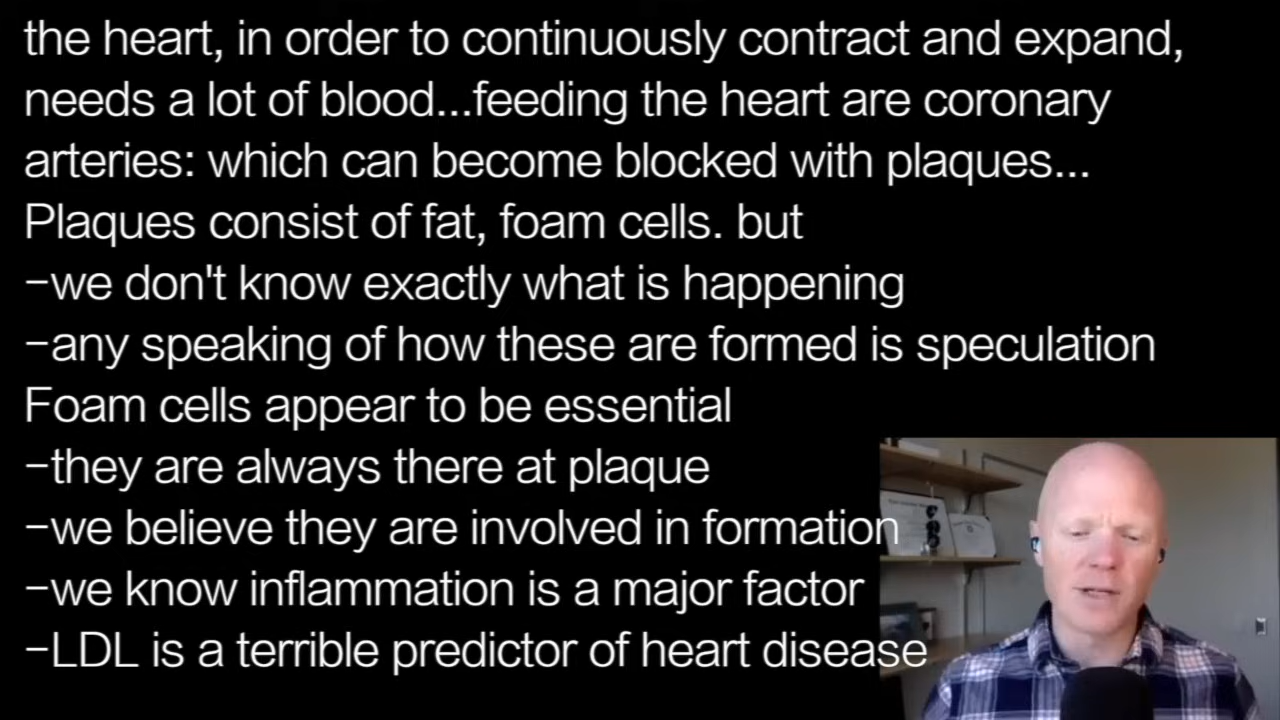 the heart, in order to continuously contract and expand,
needs a lot of blood...feeding the heart are coronary
arteries: which can become blocked with plaques...
Plaques consist of fat, foam cells. but
−we don't know exactly what is happening
−any speaking of how these are formed is speculation
Foam cells appear to be essential
−they are always there at plaque
−we believe they are involved in formation
−we know inflammation is a major factor
−LDL is a terrible predictor of heart disease